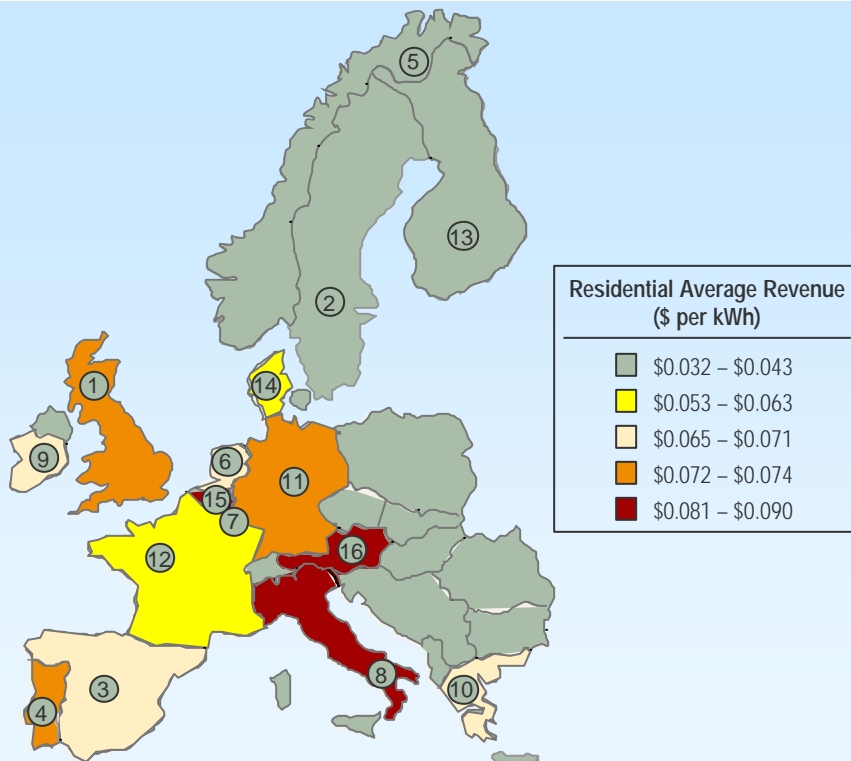 5
13
2
Residential Average Revenue
($ per kWh)
$0.032 – $0.043
$0.053 – $0.063
$0.065 – $0.071
$0.072 – $0.074
$0.081 – $0.090
1
14
9
6
11
15
7
12
16
8
3
10
4